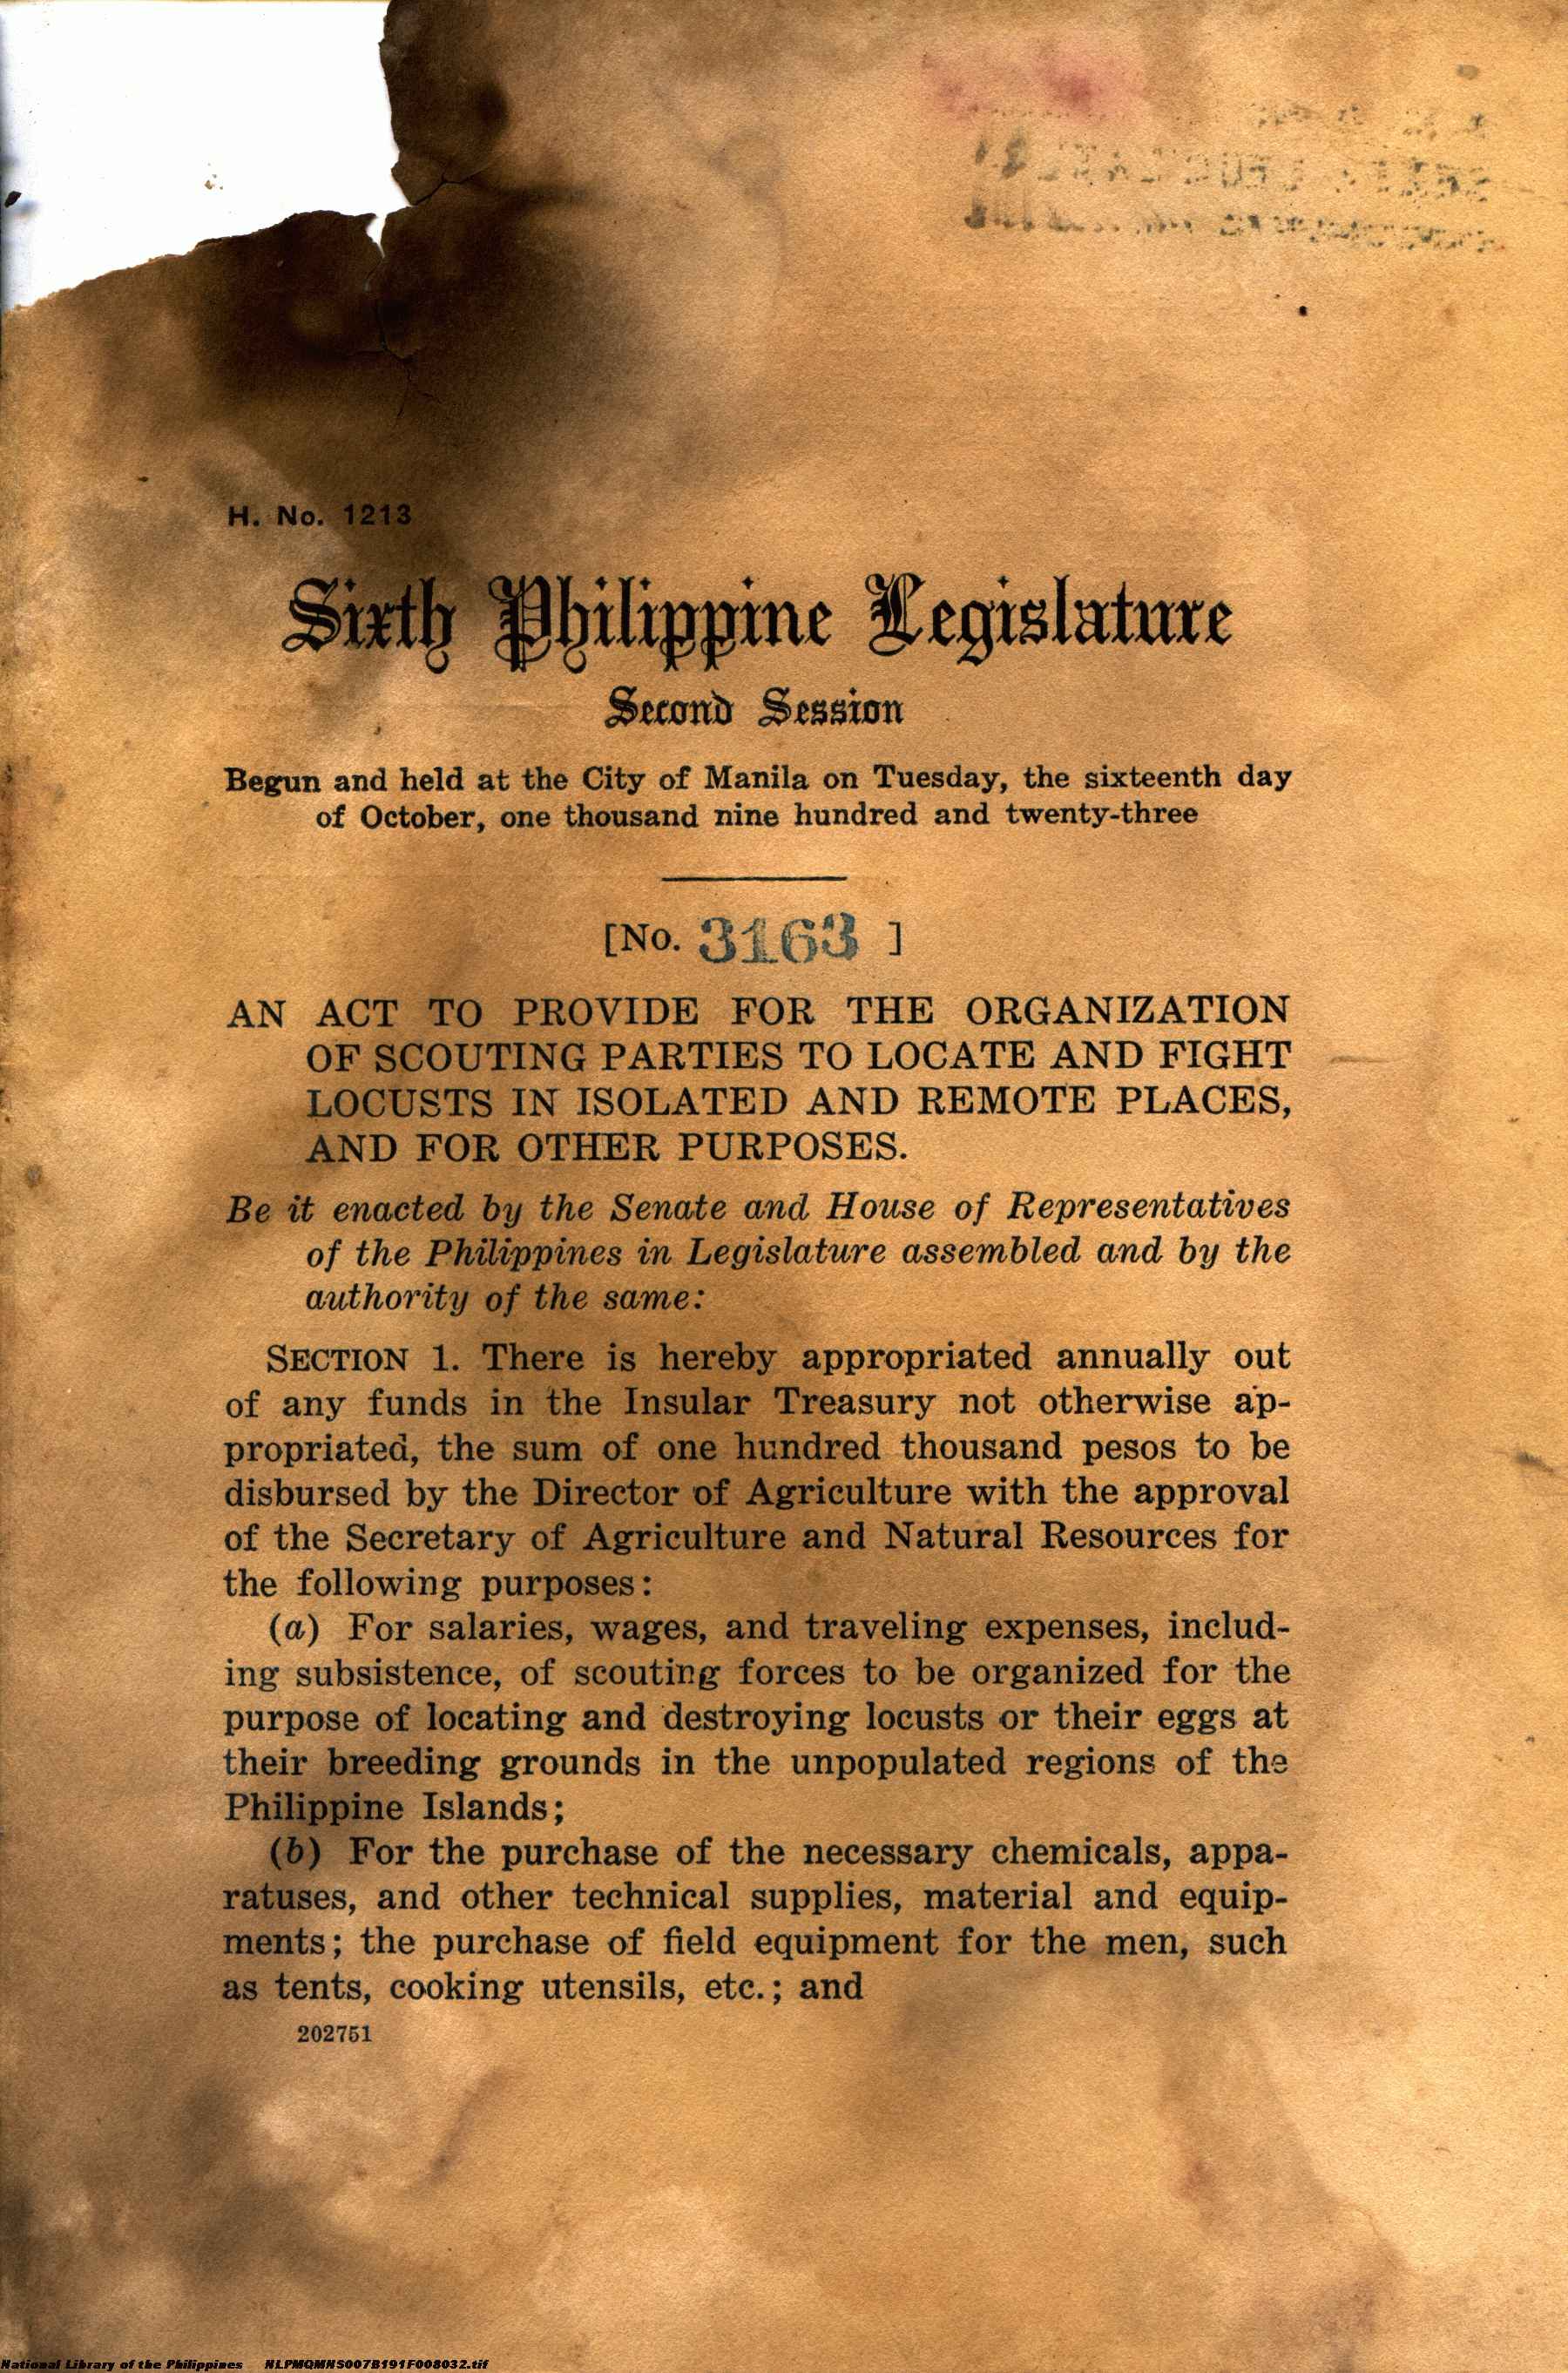 H. No. 1213
Sixth Philippine Legislature
Second Session
Begun and held at the City of Manila on Tuesday, the sixteenth day
of October, one thousand nine hundred and twenty-three
[No. 3163 ]
AN ACT TO PROVIDE FOR THE ORGANIZATION
OF SCOUTING PARTIES TO LOCATE AND FIGHT
LOCUSTS IN ISOLATED AND REMOTE PLACES,
AND FOR OTHER PURPOSES.
Be it enacted by the Senate and House of Representatives
of the Philippines in Legislature assembled and by the
authority of the same:
SECTION 1. There is hereby appropriated annually out
of any funds in the Insular Treasury not otherwise ap-
propriated, the sum of one hundred thousand pesos to be
disbursed by the Director of Agriculture with the approval
of the Secretary of Agriculture and Natural Resources for
the following purposes:
(a) For salaries, wages, and traveling expenses, includ-
ing subsistence, of scouting forces to be organized for the
purpose of locating and destroying locusts or their eggs at
their breeding grounds in the unpopulated regions of the
Philippine Islands;
(b) For the purchase of the necessary chemicals, appa-
ratuses, and other technical supplies, material and equip-
ments; the purchase of field equipment for the men, such
as tents, cooking utensils, etc.; and
202751
National Library of the Philippines NLPMQMNS007B191F008032.tif